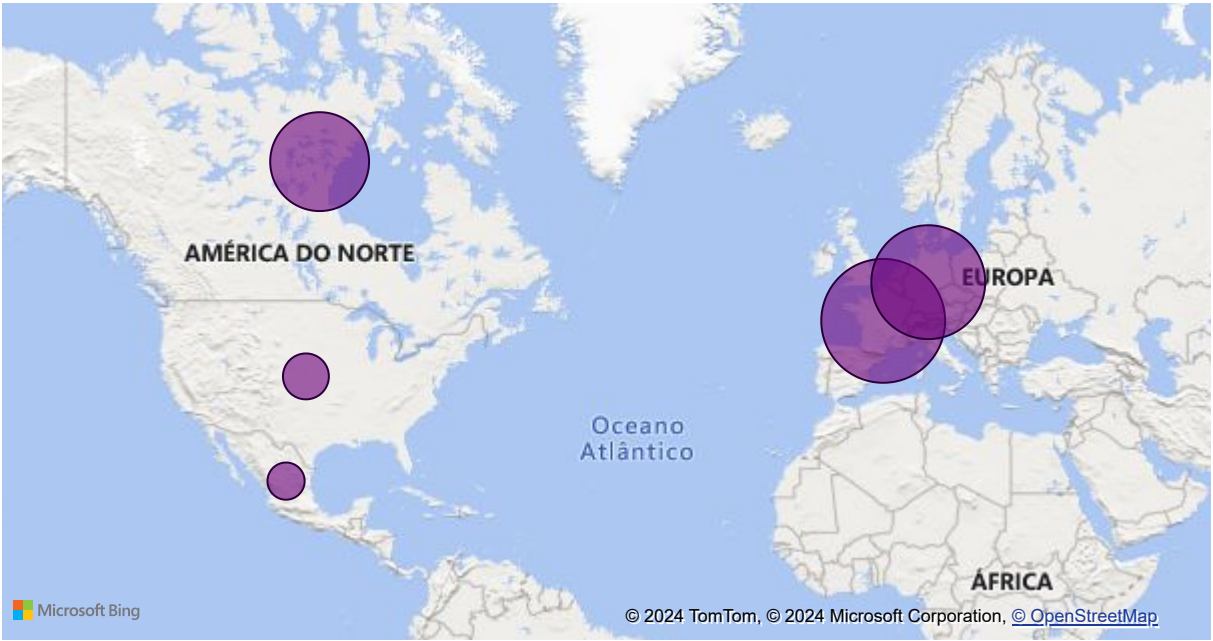 AMÉRICA DO NORTE
EUROPA
Oceano
Atlântico
ÁFRICA
Microsoft Bing
© 2024 TomTom, © 2024 Microsoft Corporation, © OpenStreetMap